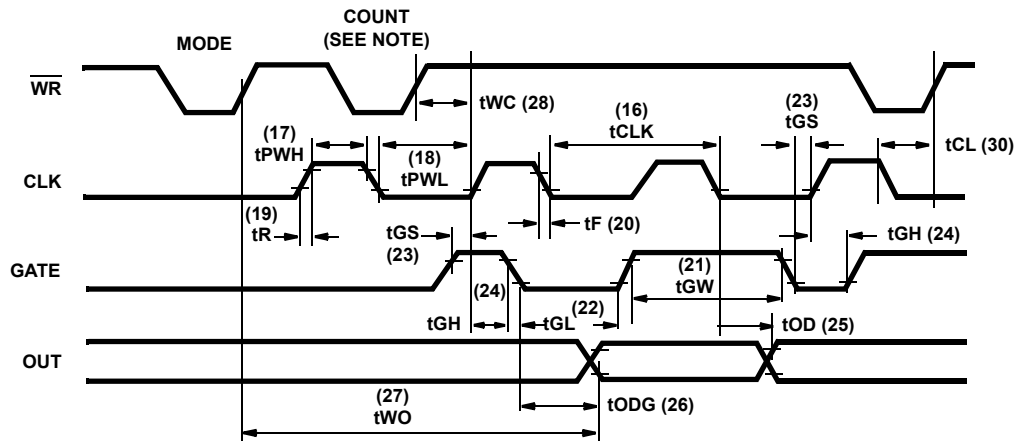 COUNT
(SEE NOTE)
MODE
WR
tWC (28)
(16)
tCLK
(23)
tGS
tCL (30)
(17)
tPWH
(18)
tPWL
CLK
(19)
tR
tGS
(23)
tF (20)
tGH (24)
GATE
(21)
tGW
(24)
tGH
(22)
tGL
tOD (25)
OUT
(27)
tWO
tODG (26)